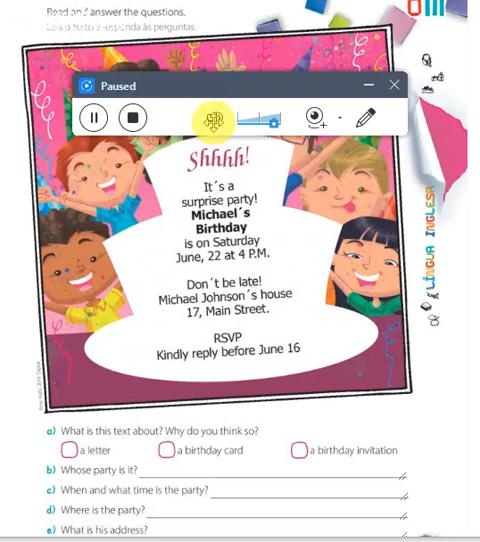 Read and answer the questions.
Leia o texto e responda às perguntas.
Paused
Shhhh!
It´s a
surprise party!
Michael´s
Birthday
is on Saturday
June, 22 at 4 P.M.
Don´t be late!
Michael Johnson´s house
17, Main Street.
RSVP
Kindly reply before June 16
LÍNGUA INGLESA
a) What is this text about? Why do you think so?
a letter
a birthday card
a birthday invitation
b) Whose party is it?
c) When and what time is the party?
d) Where is the party?
e) What is his address?